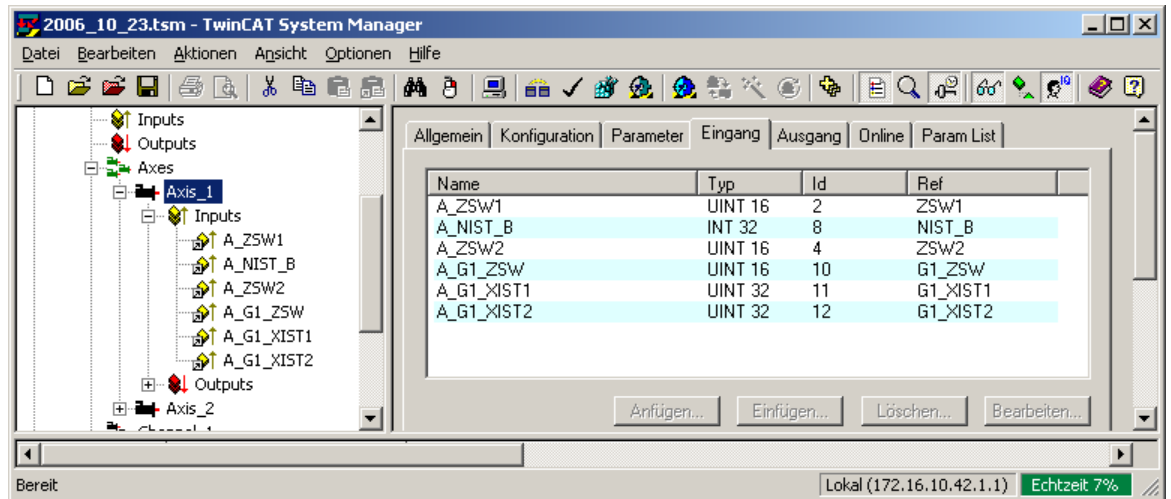 2006_10_23.tsm - TwinCAT System Manager
Datei Bearbeiten Aktionen Ansicht Optionen Hilfe
Inputs
Outputs
Axes
Axis_1
Inputs
A_ZSW1
A_NIST_B
A_ZSW2
A_G1_ZSW
A_G1_XIST1
A_G1_XIST2
Outputs
Axis_2
Allgemein Konfiguration Parameter Eingang Ausgang Online Param List
Name Typ Id Ref
A_ZSW1 UINT 16 2 ZSW1
A_NIST_B INT 32 8 NIST_B
A_ZSW2 UINT 16 4 ZSW2
A_G1_ZSW UINT 16 10 G1_ZSW
A_G1_XIST1 UINT 32 11 G1_XIST1
A_G1_XIST2 UINT 32 12 G1_XIST2
Anfügen... Einfügen... Löschen... Bearbeiten...
Bereit Lokal (172.16.10.42.1.1) Echtzeit 7%